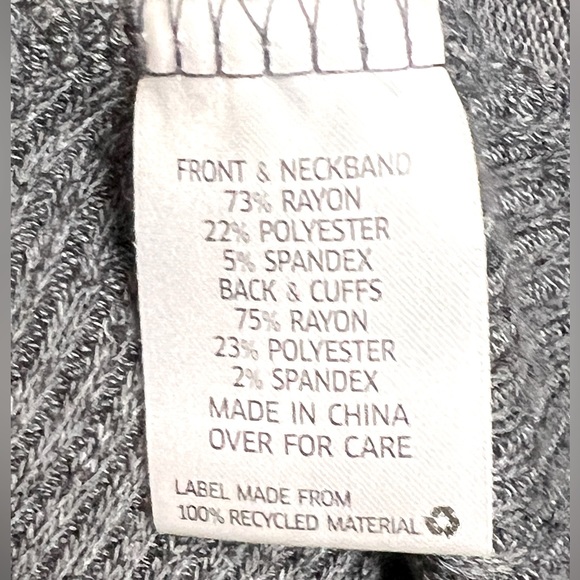 FRONT & NECKBAND
73% RAYON
22% POLYESTER
5% SPANDEX
BACK & CUFFS
75% RAYON
23% POLYESTER
2% SPANDEX
MADE IN CHINA
OVER FOR CARE
LABEL MADE FROM
100% RECYCLED MATERIAL